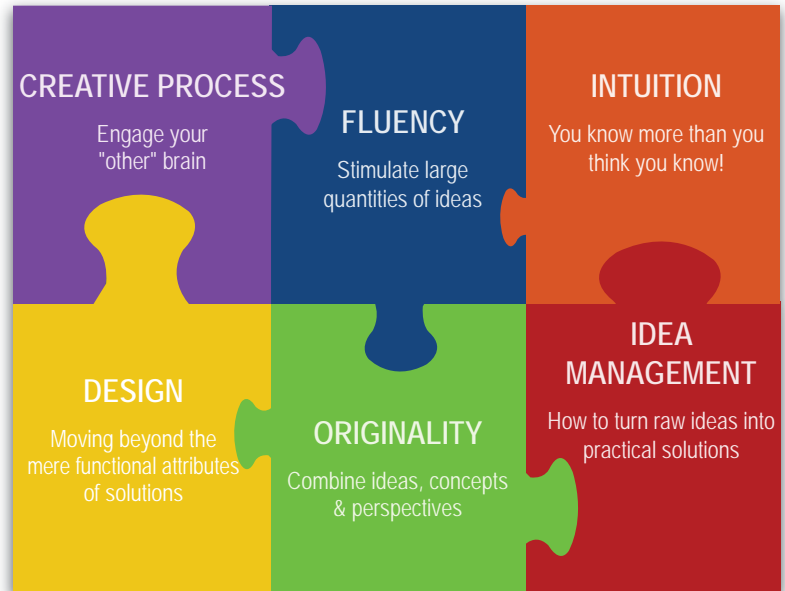 CREATIVE PROCESS
Engage your
"other" brain
FLUENCY
Stimulate large
quantities of ideas
INTUITION
You know more than you
think you know!
DESIGN
Moving beyond the
mere functional attributes
of solutions
ORIGINALITY
Combine ideas, concepts
& perspectives
IDEA
MANAGEMENT
How to turn raw ideas into
practical solutions